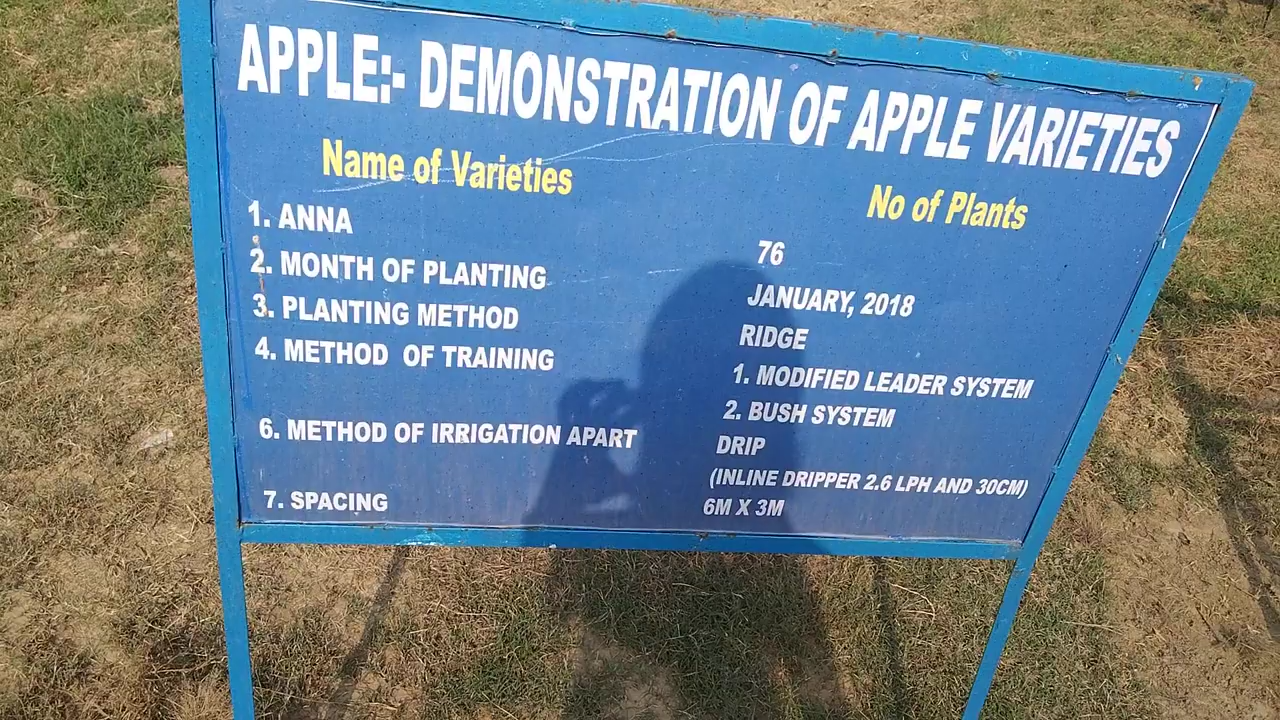 APPLE:- DEMONSTRATION OF APPLE VARIETIES
Name of Varieties No of Plants
1. ANNA 76
2. MONTH OF PLANTING JANUARY, 2018
3. PLANTING METHOD RIDGE
4. METHOD OF TRAINING 1. MODIFIED LEADER SYSTEM
2. BUSH SYSTEM
6. METHOD OF IRRIGATION APART DRIP
(INLINE DRIPPER 2.6 LPH AND 30CM)
7. SPACING 6M X 3M